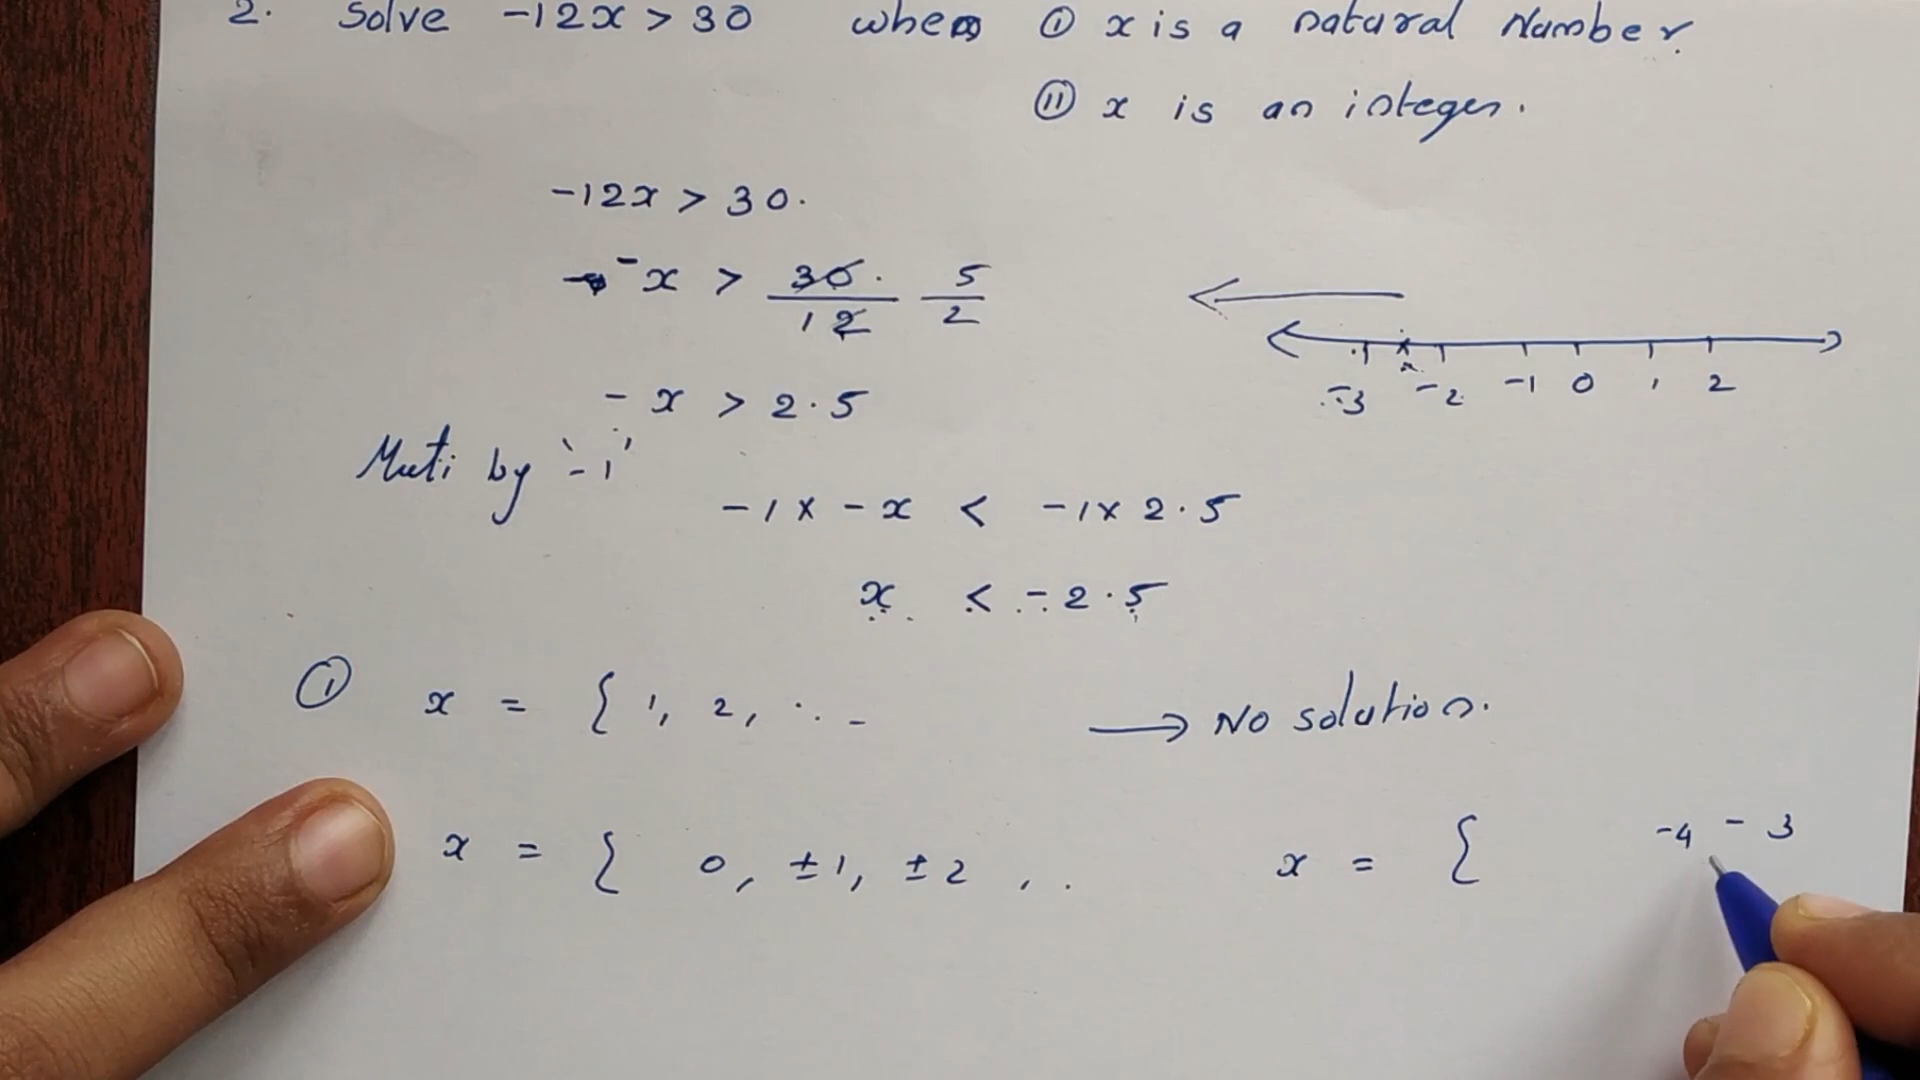 2. Solve -12x > 30 when ① x is a natural Number.
⑪ x is an integer.
-12x > 30.
-x > 30/12 5/2
-3 -2 -1 0 1 2
- x > 2.5
Muti by '-1'
-1 x - x < -1 x 2.5
x < -2.5
① x = { 1, 2, ... → No solution.
x = { 0, ±1, ±2, . x = { -4 -3